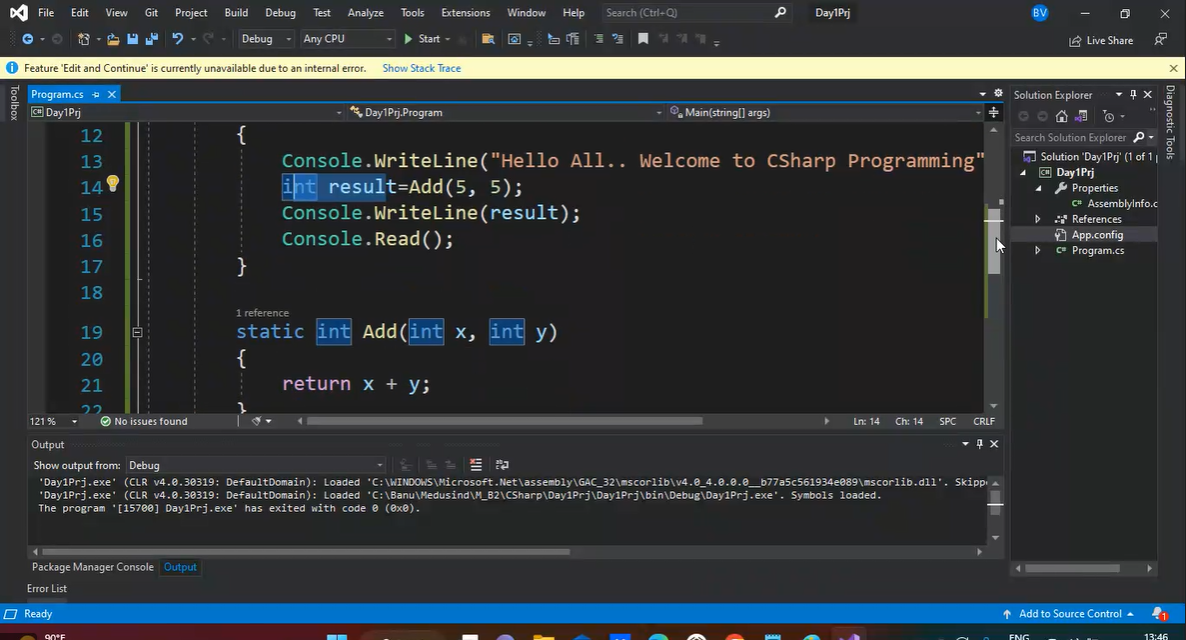 File Edit View Git Project Build Debug Test Analyze Tools Extensions Window Help Search (Ctrl+Q) Day1Prj BV
Debug Any CPU Start Live Share
Feature 'Edit and Continue' is currently unavailable due to an internal error. Show Stack Trace
Toolbox
Program.cs
Day1Prj Day1Prj.Program Main(string[] args)
12 {
13 Console.WriteLine("Hello All.. Welcome to CSharp Programming"
14 int result=Add(5, 5);
15 Console.WriteLine(result);
16 Console.Read();
17 }
18
1 reference
19 static int Add(int x, int y)
20 {
21 return x + y;
22 }
121 % No issues found Ln: 14 Ch: 14 SPC CRLF
Solution Explorer
Search Solution Explorer
Solution 'Day1Prj' (1 of 1 p
Day1Prj
Properties
AssemblyInfo.c
References
App.config
Program.cs
Diagnostic Tools
Output
Show output from: Debug
'Day1Prj.exe' (CLR v4.0.30319: DefaultDomain): Loaded 'C:\WINDOWS\Microsoft.Net\assembly\GAC_32\mscorlib\v4.0_4.0.0.0__b77a5c561934e089\mscorlib.dll'. Skippe
'Day1Prj.exe' (CLR v4.0.30319: DefaultDomain): Loaded 'C:\Banu\Medusind\M_B2\CSharp\Day1Prj\Day1Prj\bin\Debug\Day1Prj.exe'. Symbols loaded.
The program '[15700] Day1Prj.exe' has exited with code 0 (0x0).
Package Manager Console Output
Error List
Ready Add to Source Control 1
90°F ENG 13:46